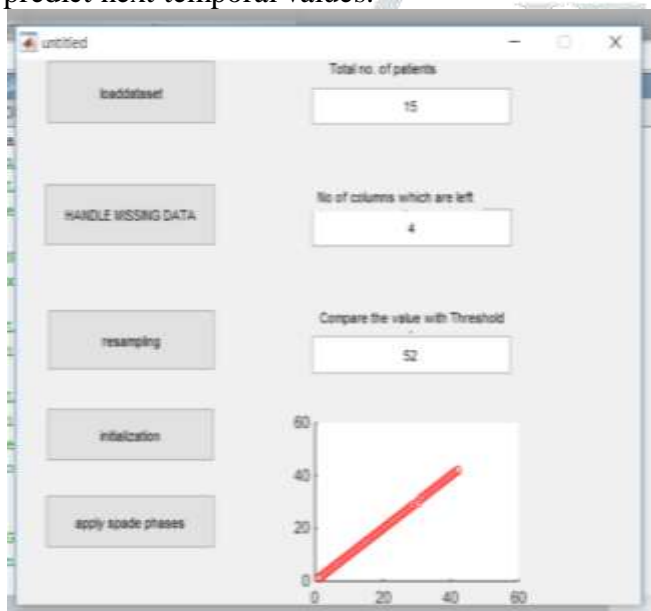 predict next temporal values.
untitled
loaddataset
Total no. of patients
15
HANDLE MISSING DATA
No of columns which are left
4
resampling
Compare the value with Threshold
52
initialization
apply spade phases
60
40
20
0
0 20 40 60